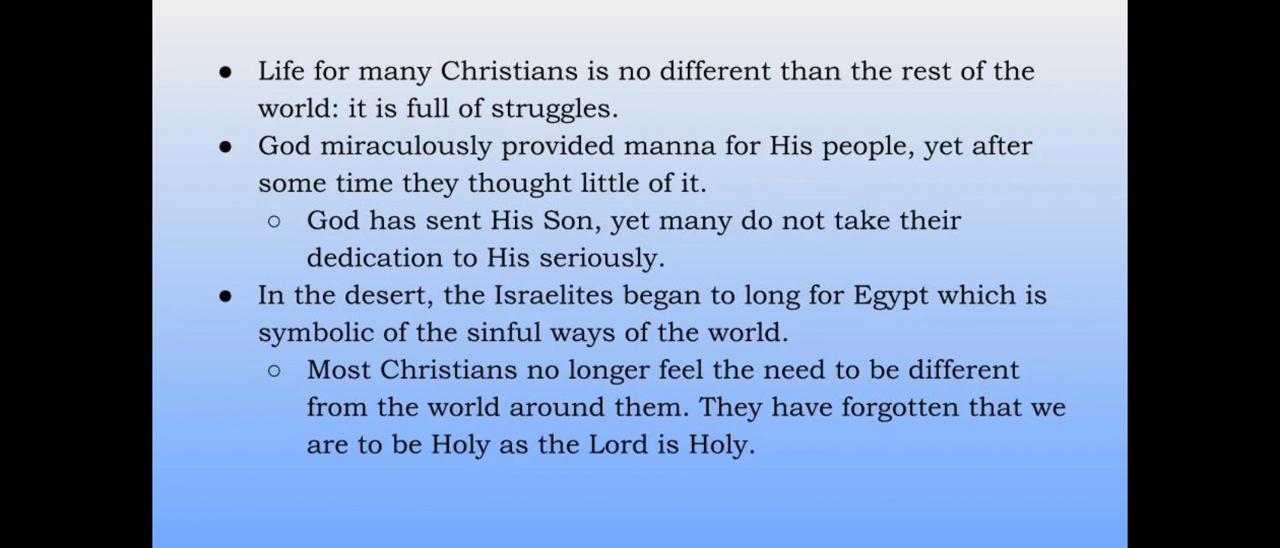 ● Life for many Christians is no different than the rest of the
world: it is full of struggles.
● God miraculously provided manna for His people, yet after
some time they thought little of it.
○ God has sent His Son, yet many do not take their
dedication to His seriously.
● In the desert, the Israelites began to long for Egypt which is
symbolic of the sinful ways of the world.
○ Most Christians no longer feel the need to be different
from the world around them. They have forgotten that we
are to be Holy as the Lord is Holy.